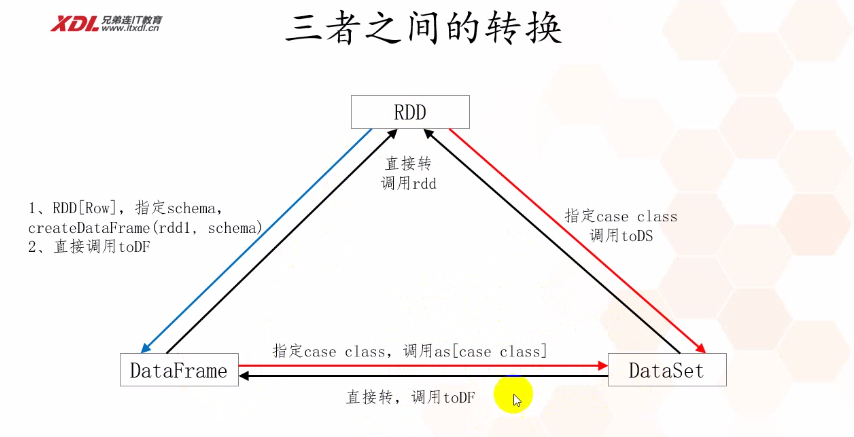 XDL 兄弟连IT教育
www.itxdl.cn
三者之间的转换
RDD
直接转
调用rdd
1、RDD[Row]，指定schema，
createDataFrame(rdd1, schema)
2、直接调用toDF
指定case class
调用toDS
指定case class，调用as[case class]
DataFrame
DataSet
直接转，调用toDF